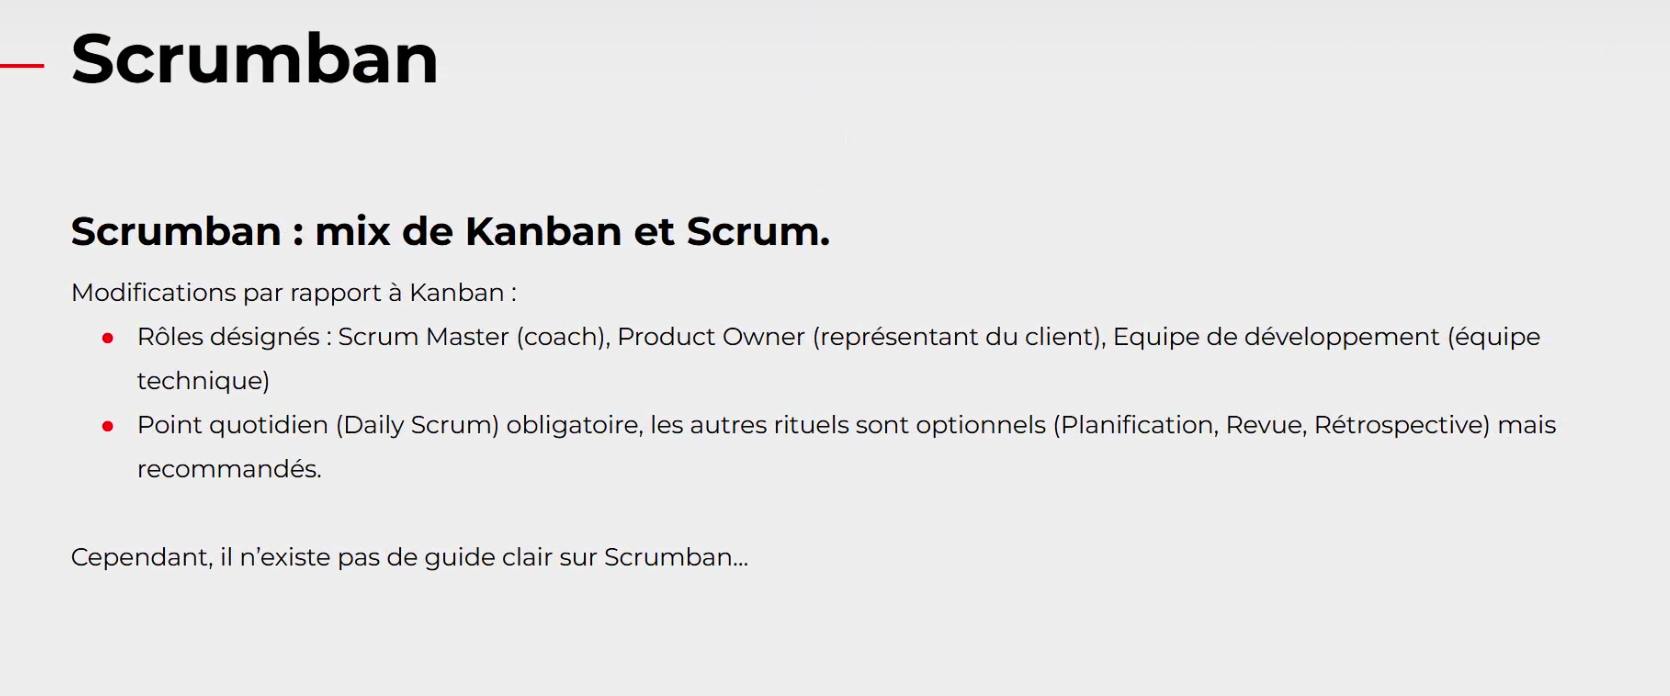 Scrumban
Scrumban : mix de Kanban et Scrum.
Modifications par rapport à Kanban :
● Rôles désignés : Scrum Master (coach), Product Owner (représentant du client), Equipe de développement (équipe
technique)
● Point quotidien (Daily Scrum) obligatoire, les autres rituels sont optionnels (Planification, Revue, Rétrospective) mais
recommandés.
Cependant, il n’existe pas de guide clair sur Scrumban...